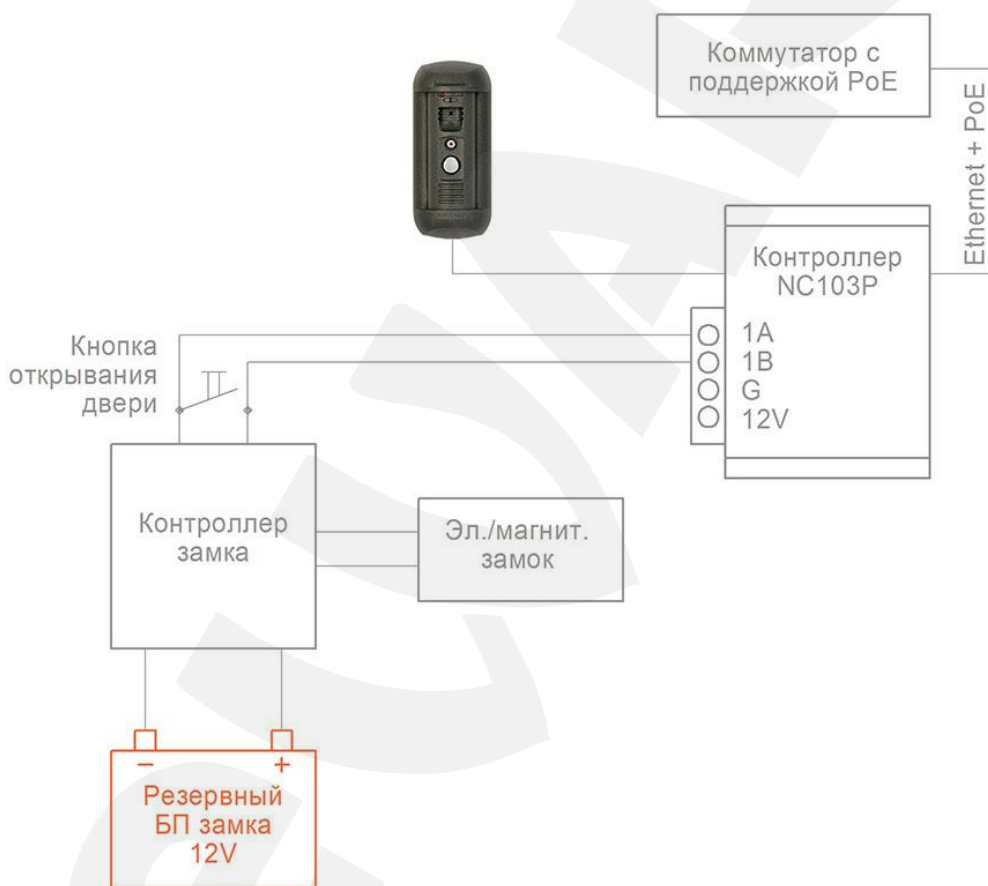 Коммутатор с
поддержкой PoE
Ethernet + PoE
Контроллер
NC103P
1A
1B
G
12V
Кнопка
открывания
двери
Контроллер
замка
Эл./магнит.
замок
− +
Резервный
БП замка
12V